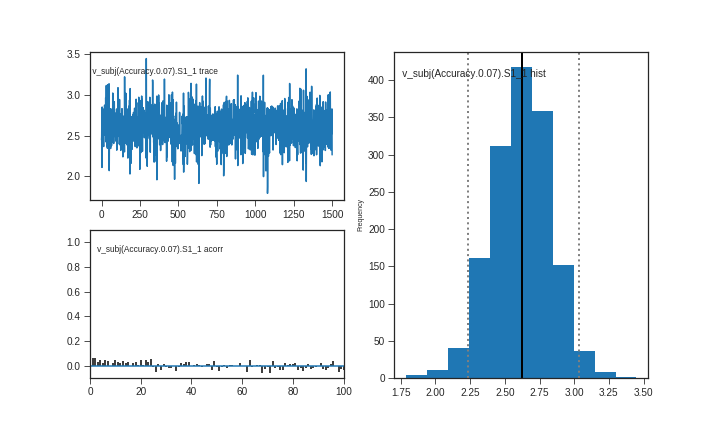 3.5
3.0
2.5
2.0
v_subj(Accuracy.0.07).S1_1 trace
0 250 500 750 1000 1250 1500
1.0
0.8
0.6
0.4
0.2
0.0
v_subj(Accuracy.0.07).S1_1 acorr
0 20 40 60 80 100
Frequency
400
350
300
250
200
150
100
50
0
v_subj(Accuracy.0.07).S1_1 hist
1.75 2.00 2.25 2.50 2.75 3.00 3.25 3.50